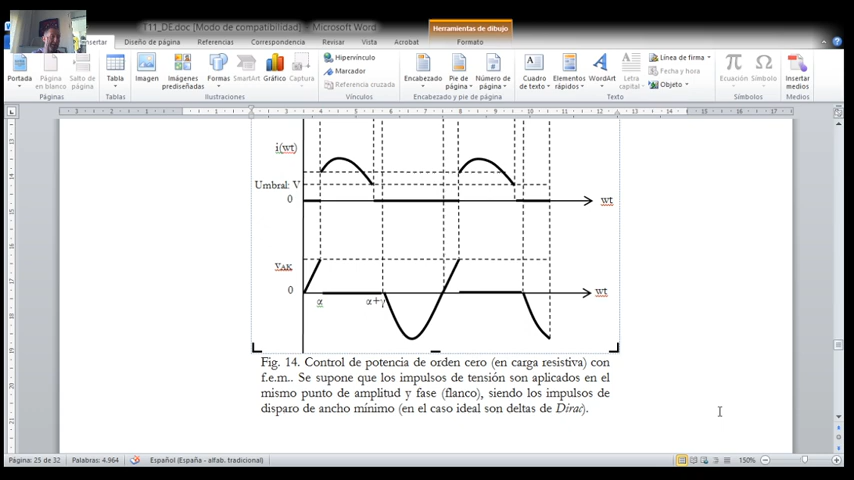 T11_DE.doc [Modo de compatibilidad]
Microsoft Word
Herramientas de dibujo
Insertar
Diseño de página
Referencias
Correspondencia
Revisar
Vista
Acrobat
Formato
Portada
Página en blanco
Salto de página
Páginas
Tabla
Tablas
Imagen
Imágenes prediseñadas
Formas
SmartArt
Gráfico
Captura
Ilustraciones
Hipervínculo
Marcador
Referencia cruzada
Vínculos
Encabezado
Pie de página
Número de página
Encabezado y pie de página
Cuadro de texto
Elementos rápidos
WordArt
Letra capital
Línea de firma
Fecha y hora
Objeto
Texto
Ecuación
Símbolo
Símbolos
Insertar medios
Medios
i(wt)
Umbral: V
0
wt
vAK
0
wt
α
α+γ
Fig. 14. Control de potencia de orden cero (en carga resistiva) con
f.e.m.. Se supone que los impulsos de tensión son aplicados en el
mismo punto de amplitud y fase (flanco), siendo los impulsos de
disparo de ancho mínimo (en el caso ideal son deltas de Dirac).
Página: 25 de 32
Palabras: 4.964
Español (España - alfab. tradicional)
150%